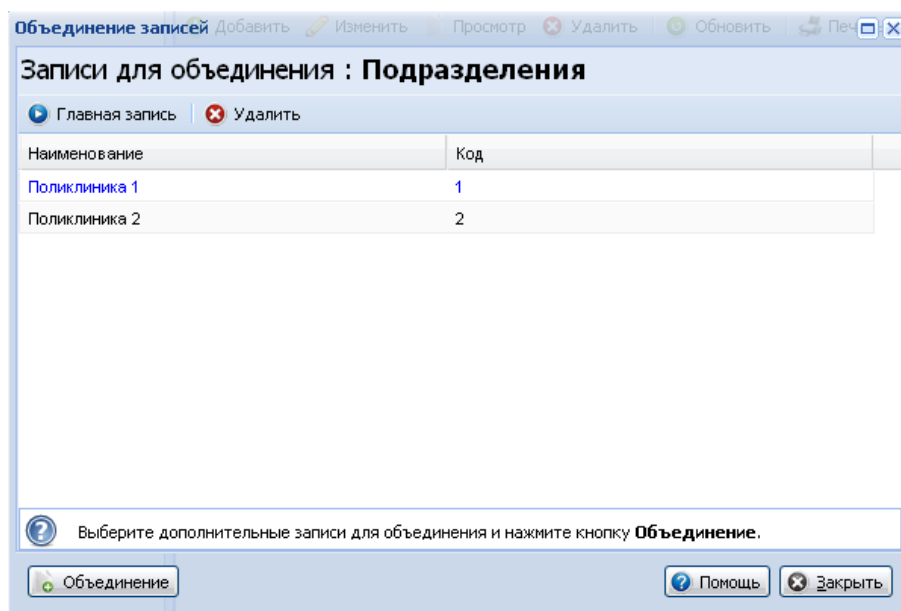 Объединение записей Добавить Изменить Просмотр Удалить Обновить Печ
Записи для объединения : Подразделения
Главная запись Удалить
Наименование Код
Поликлиника 1 1
Поликлиника 2 2
Выберите дополнительные записи для объединения и нажмите кнопку Объединение.
Объединение Помощь Закрыть